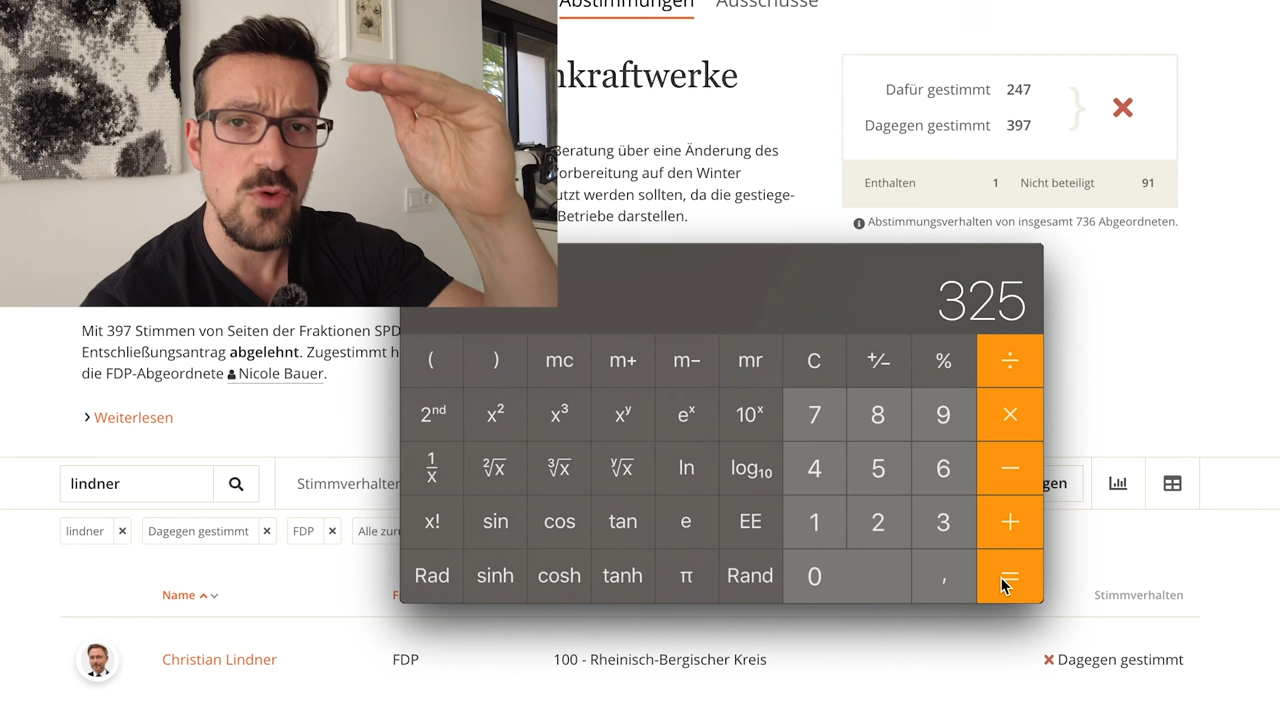 Abstimmungen Ausschüsse
nkraftwerke
Dafür gestimmt 247
Dagegen gestimmt 397
Enthalten 1 Nicht beteiligt 91
Abstimmungsverhalten von insgesamt 736 Abgeordneten.
Beratung über eine Änderung des
orbereitung auf den Winter
utzt werden sollten, da die gestiege-
Betriebe darstellen.
325
Mit 397 Stimmen von Seiten der Fraktionen SPD
Entschließungsantrag abgelehnt. Zugestimmt h
die FDP-Abgeordnete Nicole Bauer.
Weiterlesen
( ) mc m+ m− mr C +/− % ÷
2nd x² x³ xʸ eˣ 10ˣ 7 8 9 ×
1/x ²√x ³√x ʸ√x ln log₁₀ 4 5 6 −
x! sin cos tan e EE 1 2 3 +
Rad sinh cosh tanh π Rand 0 , =
lindner Stimmverhalten gen
lindner × Dagegen gestimmt × FDP × Alle zur
Name F Stimmverhalten
Christian Lindner FDP 100 - Rheinisch-Bergischer Kreis Dagegen gestimmt